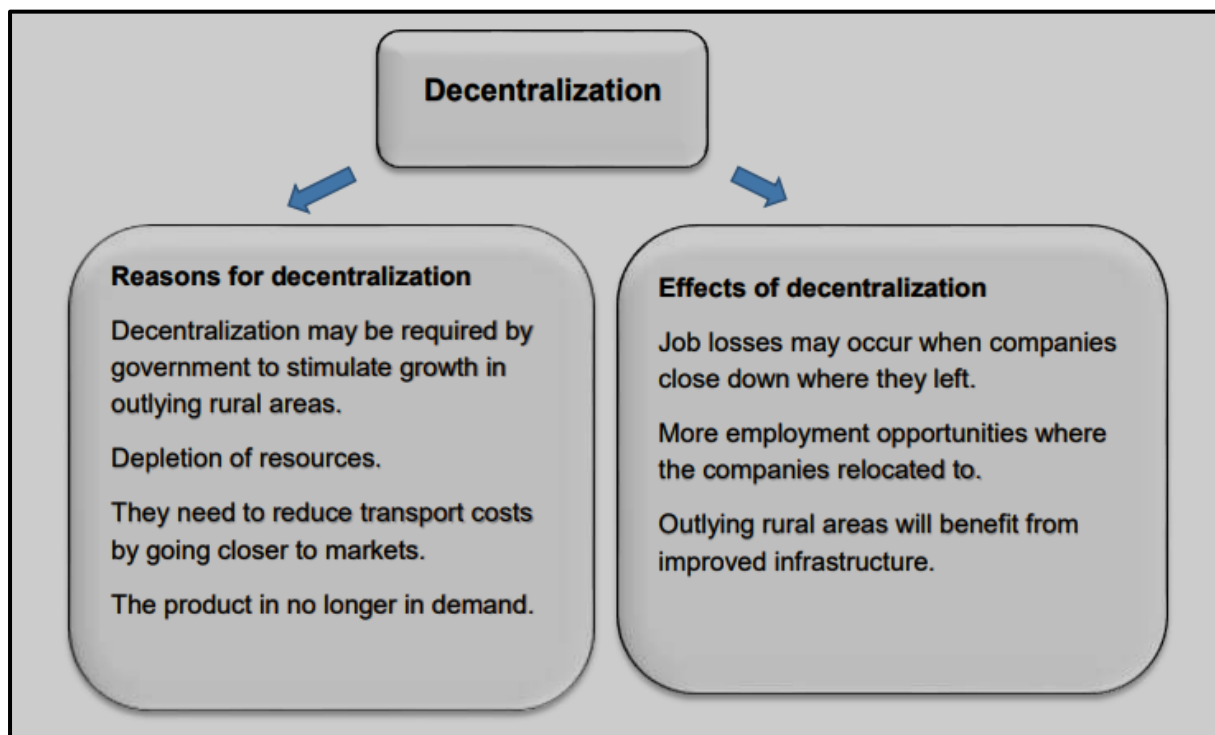 Decentralization
Reasons for decentralization
Decentralization may be required by
government to stimulate growth in
outlying rural areas.
Depletion of resources.
They need to reduce transport costs
by going closer to markets.
The product in no longer in demand.
Effects of decentralization
Job losses may occur when companies
close down where they left.
More employment opportunities where
the companies relocated to.
Outlying rural areas will benefit from
improved infrastructure.